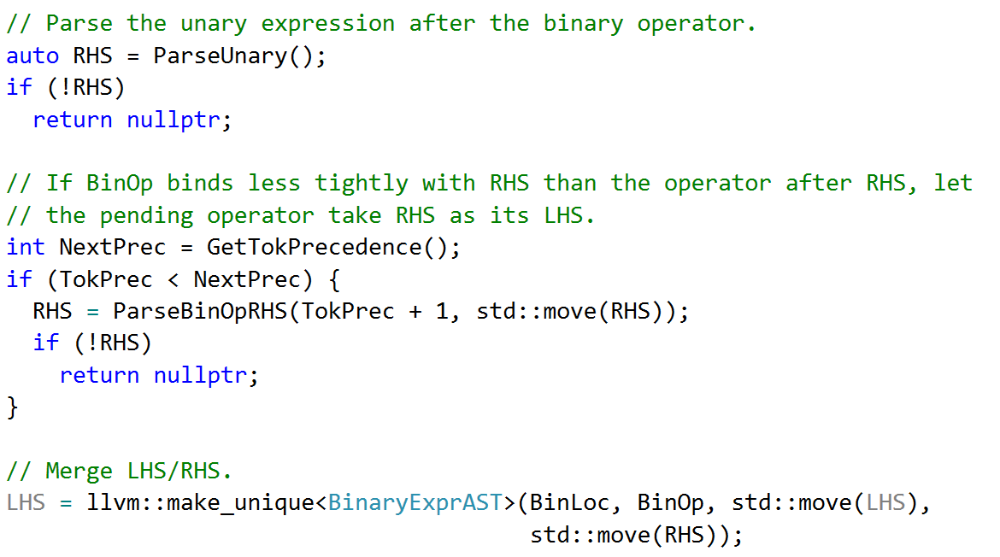 // Parse the unary expression after the binary operator.
auto RHS = ParseUnary();
if (!RHS)
  return nullptr;

// If BinOp binds less tightly with RHS than the operator after RHS, let
// the pending operator take RHS as its LHS.
int NextPrec = GetTokPrecedence();
if (TokPrec < NextPrec) {
  RHS = ParseBinOpRHS(TokPrec + 1, std::move(RHS));
  if (!RHS)
    return nullptr;
}

// Merge LHS/RHS.
LHS = llvm::make_unique<BinaryExprAST>(BinLoc, BinOp, std::move(LHS),
                                       std::move(RHS));